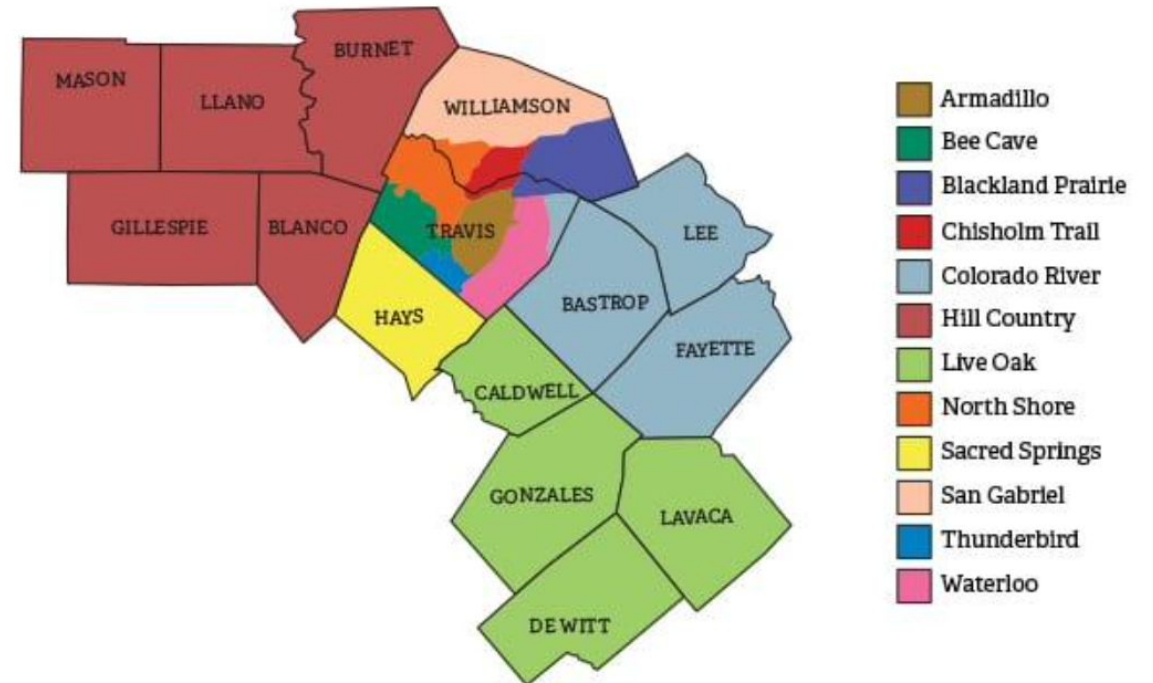 BURNET
MASON
LLANO
WILLIAMSON
GILLESPIE
BLANCO
TRAVIS
LEE
HAYS
BASTROP
FAYETTE
CALDWELL
GONZALES
LAVACA
DE WITT
Armadillo
Bee Cave
Blackland Prairie
Chisholm Trail
Colorado River
Hill Country
Live Oak
North Shore
Sacred Springs
San Gabriel
Thunderbird
Waterloo